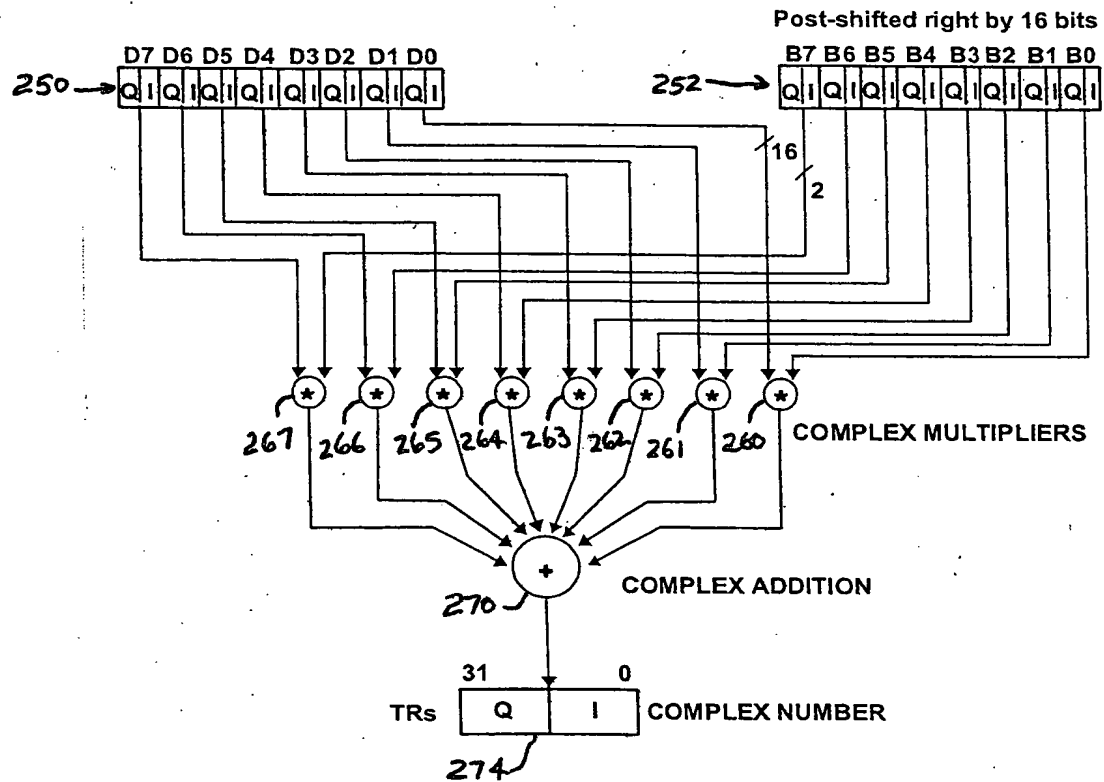 Post-shifted right by 16 bits
D7 D6 D5 D4 D3 D2 D1 D0
B7 B6 B5 B4 B3 B2 B1 B0
250
Q I Q I Q I Q I Q I Q I Q I Q I
252
Q I Q I Q I Q I Q I Q I Q I Q I
16
2
* * * * * * * *
267 266 265 264 263 262 261 260
COMPLEX MULTIPLIERS
+
COMPLEX ADDITION
270
31 0
TRs Q I COMPLEX NUMBER
274